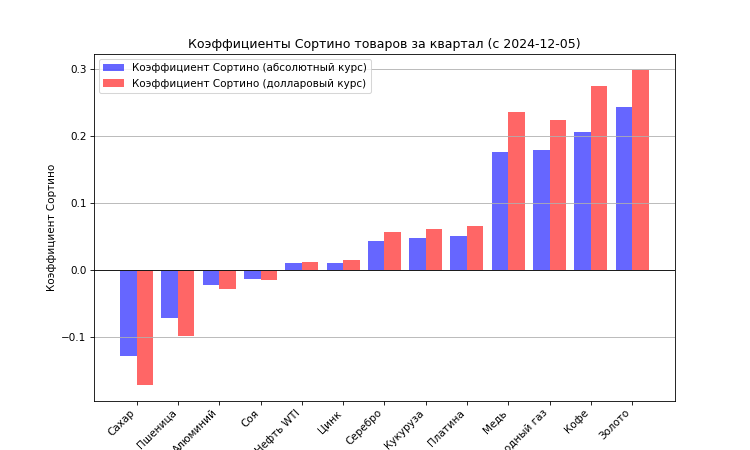 Коэффициенты Сортино товаров за квартал (с 2024-12-05)
Коэффициент Сортино (абсолютный курс)
Коэффициент Сортино (долларовый курс)
Коэффициент Сортино
0.3
0.2
0.1
0.0
−0.1
Сахар
Пшеница
Алюминий
Соя
Нефть WTI
Цинк
Серебро
Кукуруза
Платина
Медь
газ
Кофе
Золото